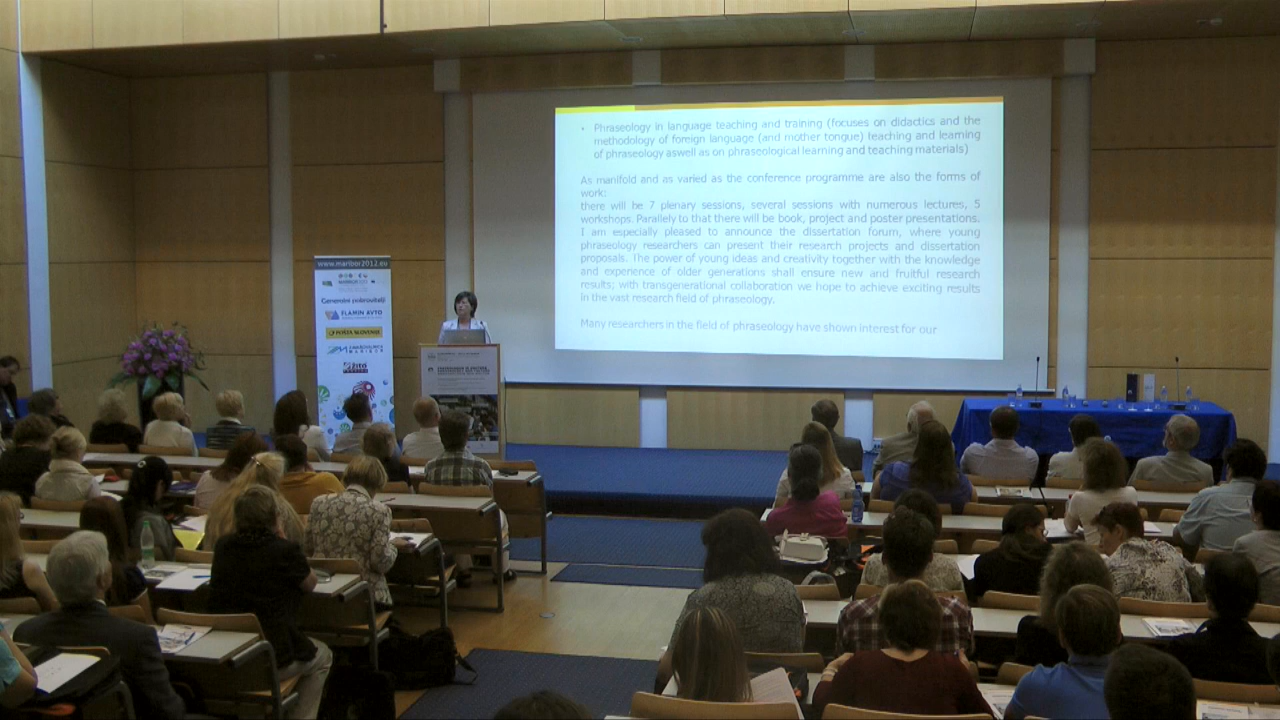 • Phraseology in language teaching and training (focuses on didactics and the
methodology of foreign language (and mother tongue) teaching and learning
of phraseology aswell as on phraseological learning and teaching materials)
As manifold and as varied as the conference programme are also the forms of
work:
there will be 7 plenary sessions, several sessions with numerous lectures, 5
workshops. Parallely to that there will be book, project and poster presentations.
I am especially pleased to announce the dissertation forum, where young
phraseology researchers can present their research projects and dissertation
proposals. The power of young ideas and creativity together with the knowledge
and experience of older generations shall ensure new and fruitful research
results; with transgenerational collaboration we hope to achieve exciting results
in the vast research field of phraseology.
Many researchers in the field of phraseology have shown interest for our
www.maribor2012.eu
Generalni pokrovitelji
PLAMIN AVTO
POŠTA SLOVENIJE
MARIBOR
žito